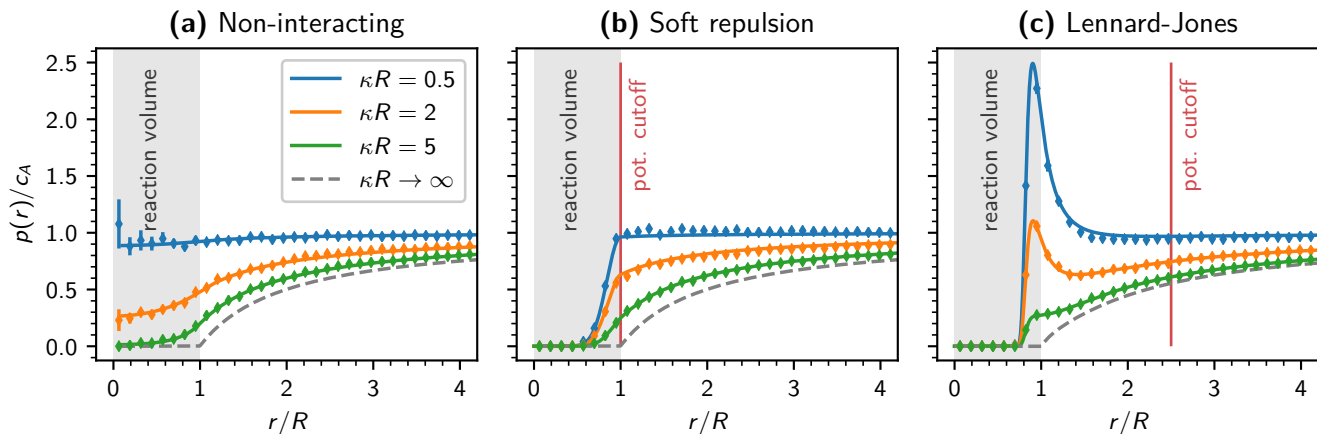 (a) Non-interacting
(b) Soft repulsion
(c) Lennard-Jones
p(r)/c_A
2.5
2.0
1.5
1.0
0.5
0.0
reaction volume
κR = 0.5
κR = 2
κR = 5
κR → ∞
0 1 2 3 4
r/R
reaction volume
pot. cutoff
0 1 2 3 4
r/R
reaction volume
pot. cutoff
0 1 2 3 4
r/R